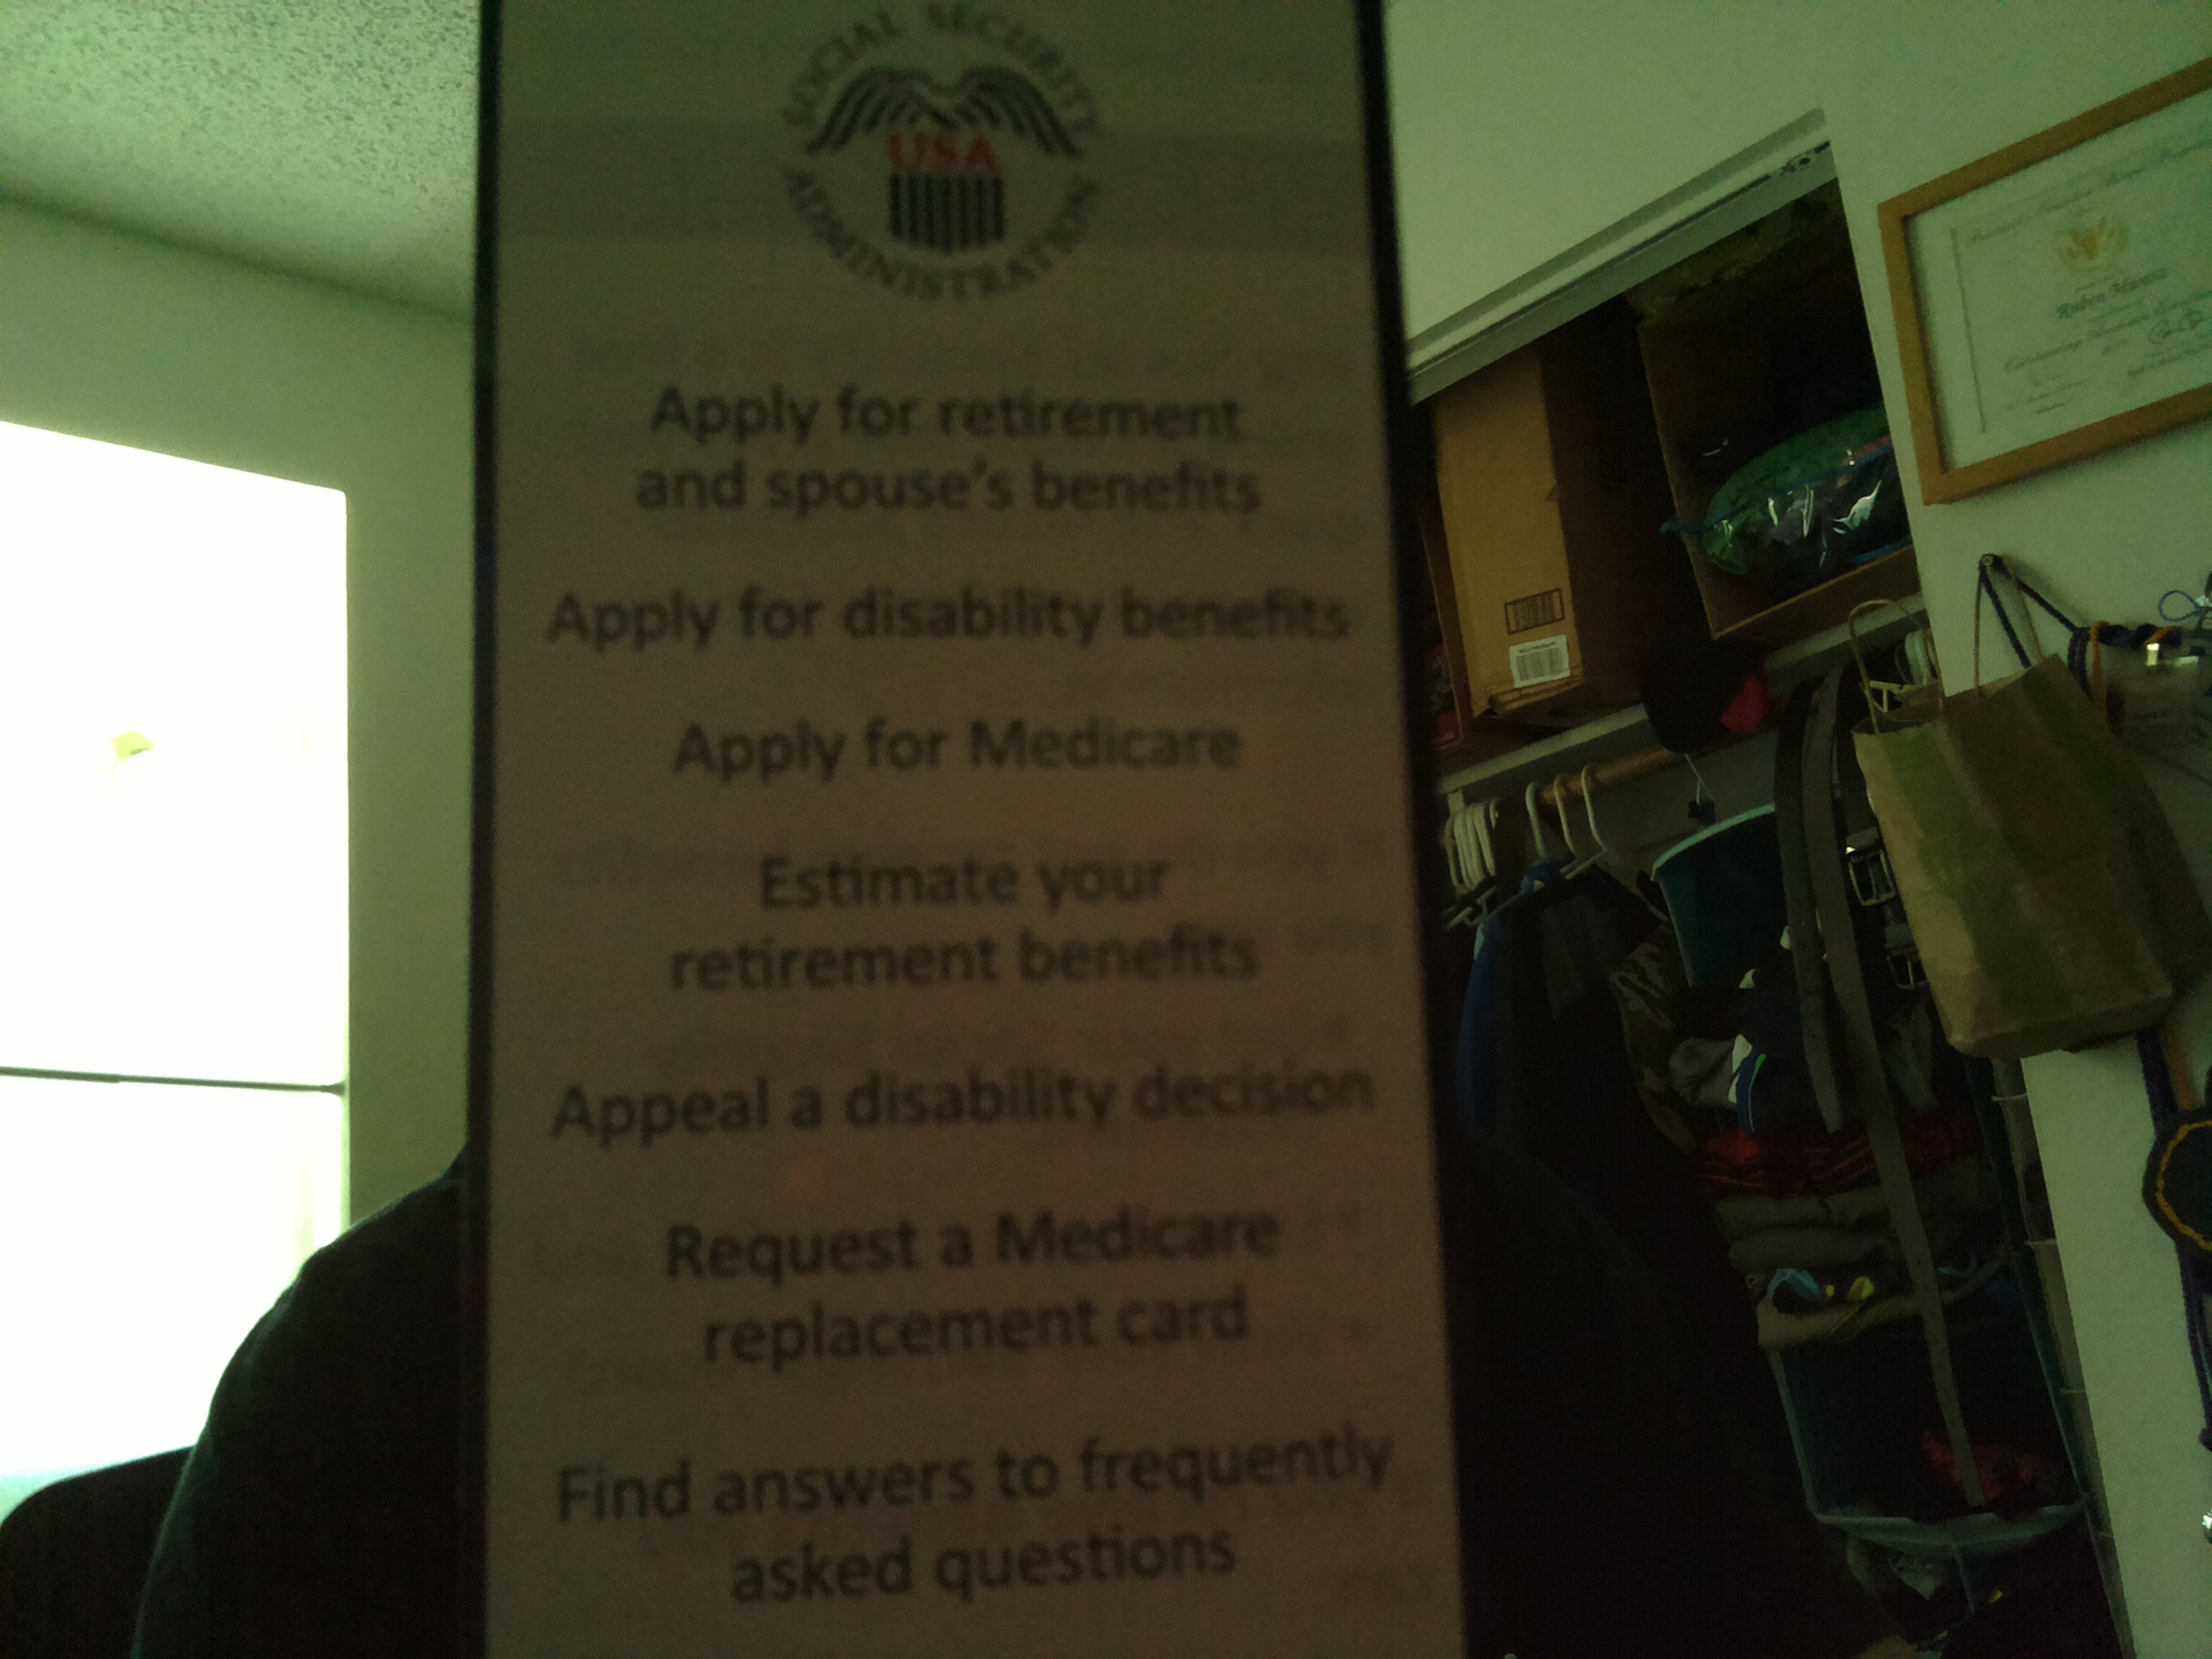 SOCIAL SECURITY
USA
ADMINISTRATION
Apply for retirement
and spouse's benefits
Apply for disability benefits
Apply for Medicare
Estimate your
retirement benefits
Appeal a disability decision
Request a Medicare
replacement card
Find answers to frequently
asked questions